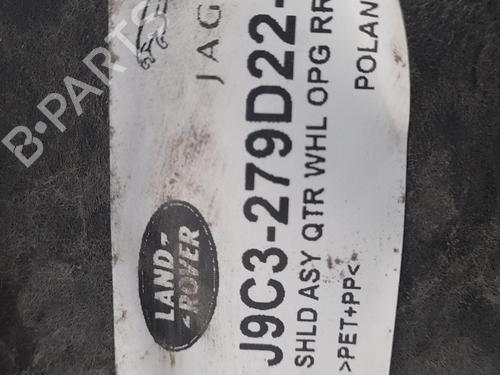 B-PARTS
JAG
LAND-
ROVER
J9C3-279D22-
SHLD ASY QTR WHL OPG RR
>PET+PP<
POLAN